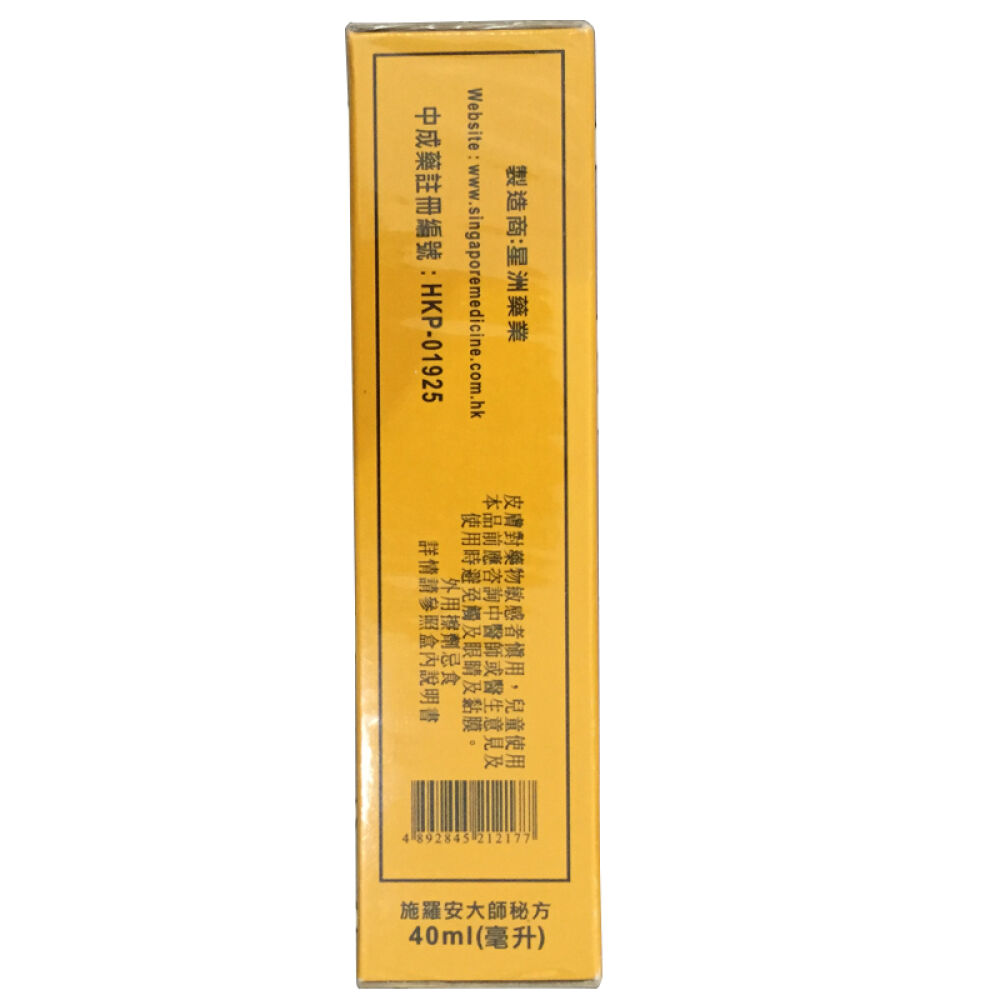 製造商:星洲藥業
Website : www.singaporemedicine.com.hk
中成藥註冊編號 : HKP-01925
皮膚對藥物敏感者慎用，兒童使用
本品前應咨詢中醫師或醫生意見及
使用時避免觸及眼睛及黏膜。
外用擦劑忌食
詳情請參照盒內說明書
4 892845 212177
施羅安大師秘方
40ml(毫升)